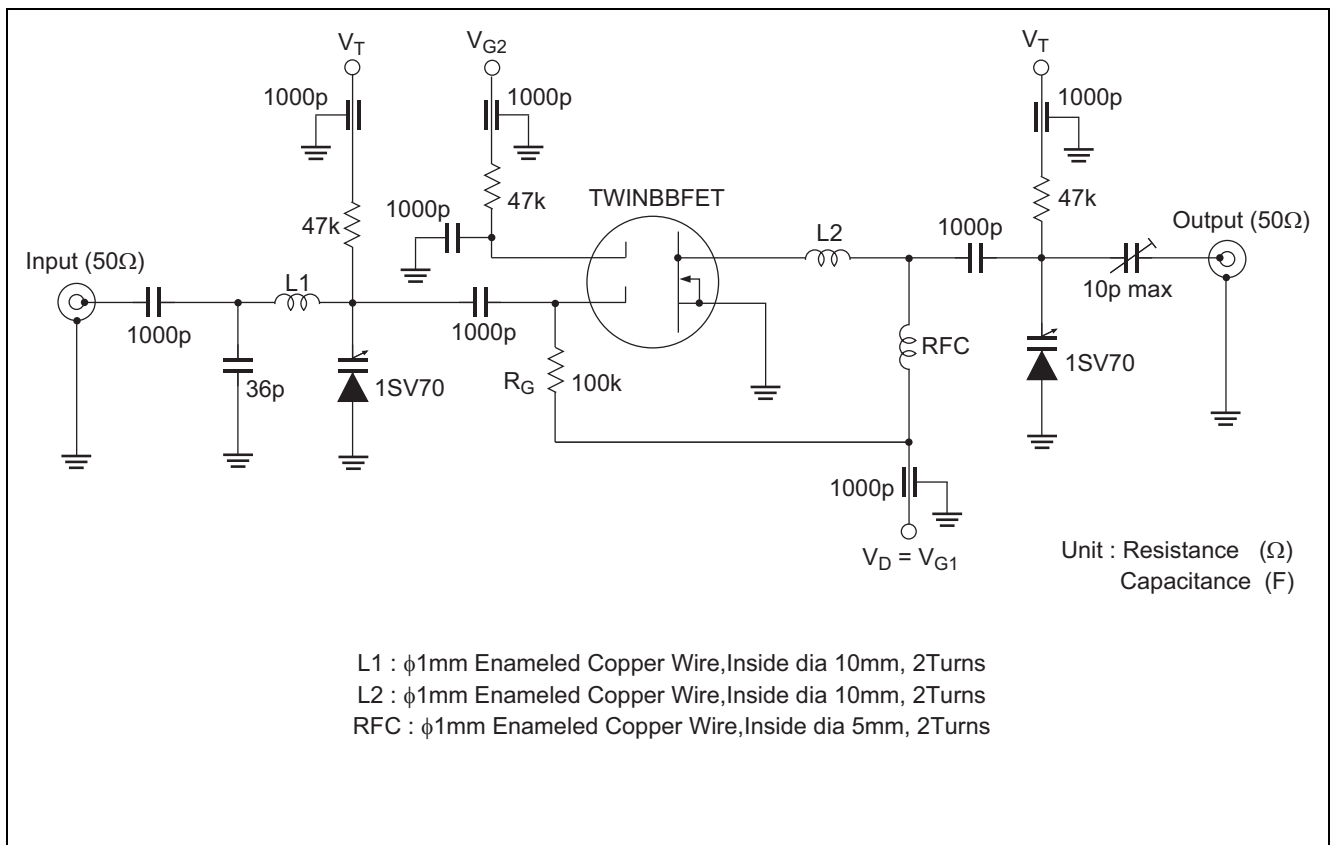 V_T
V_G2
V_T
1000p
1000p
1000p
47k
47k
1000p
TWINBBFET
47k
1000p
L2
Output (50Ω)
Input (50Ω)
L1
10p max
1000p
1000p
RFC
36p
1SV70
R_G
100k
1SV70
1000p
V_D = V_G1
Unit : Resistance (Ω)
Capacitance (F)
L1 : ϕ1mm Enameled Copper Wire,Inside dia 10mm, 2Turns
L2 : ϕ1mm Enameled Copper Wire,Inside dia 10mm, 2Turns
RFC : ϕ1mm Enameled Copper Wire,Inside dia 5mm, 2Turns